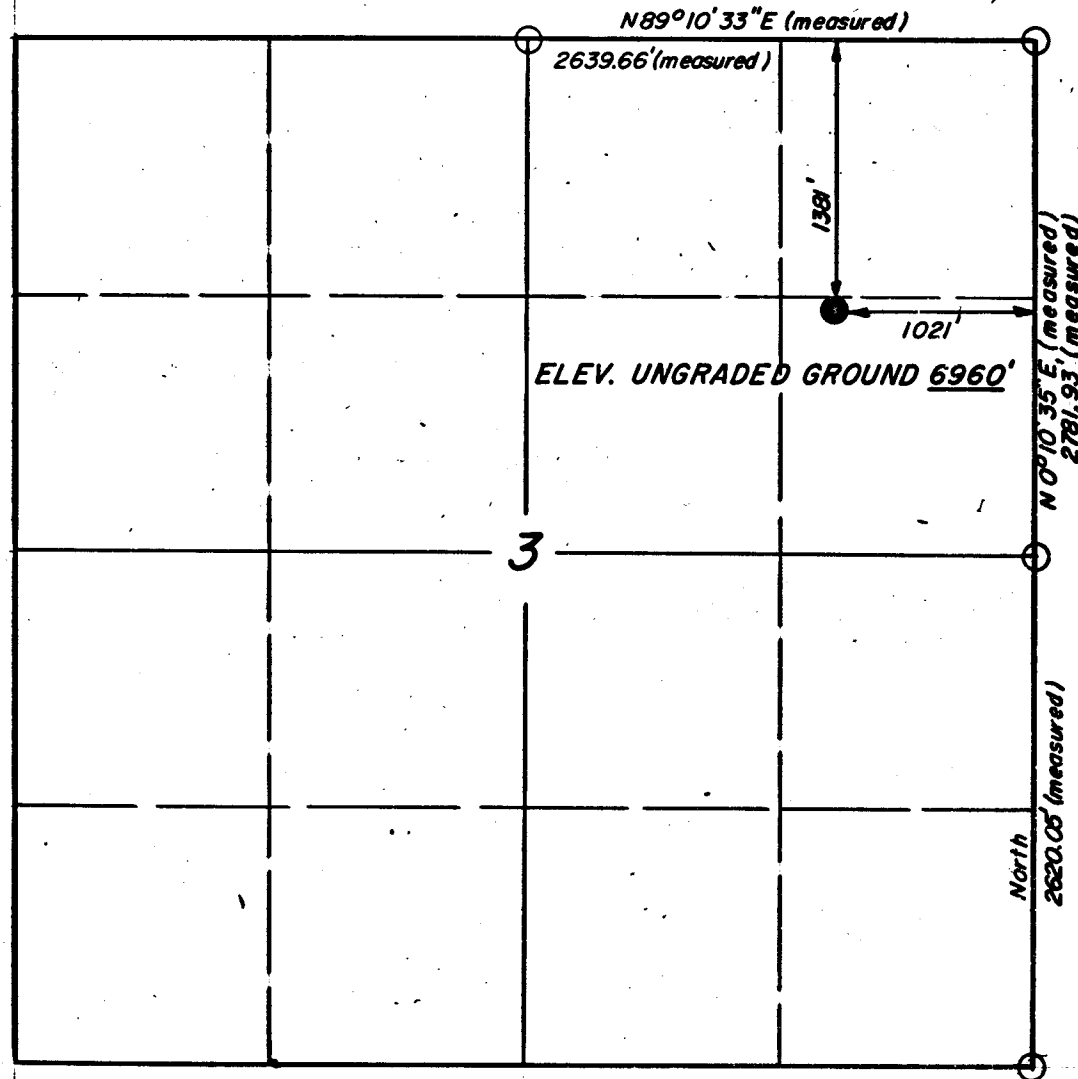 N89°10'33"E (measured)
2639.66'(measured)
1381'
1021'
ELEV. UNGRADED GROUND 6960'
N 0°10'35"E (measured)
2781.93' (measured)
3
North
2620.05' (measured)